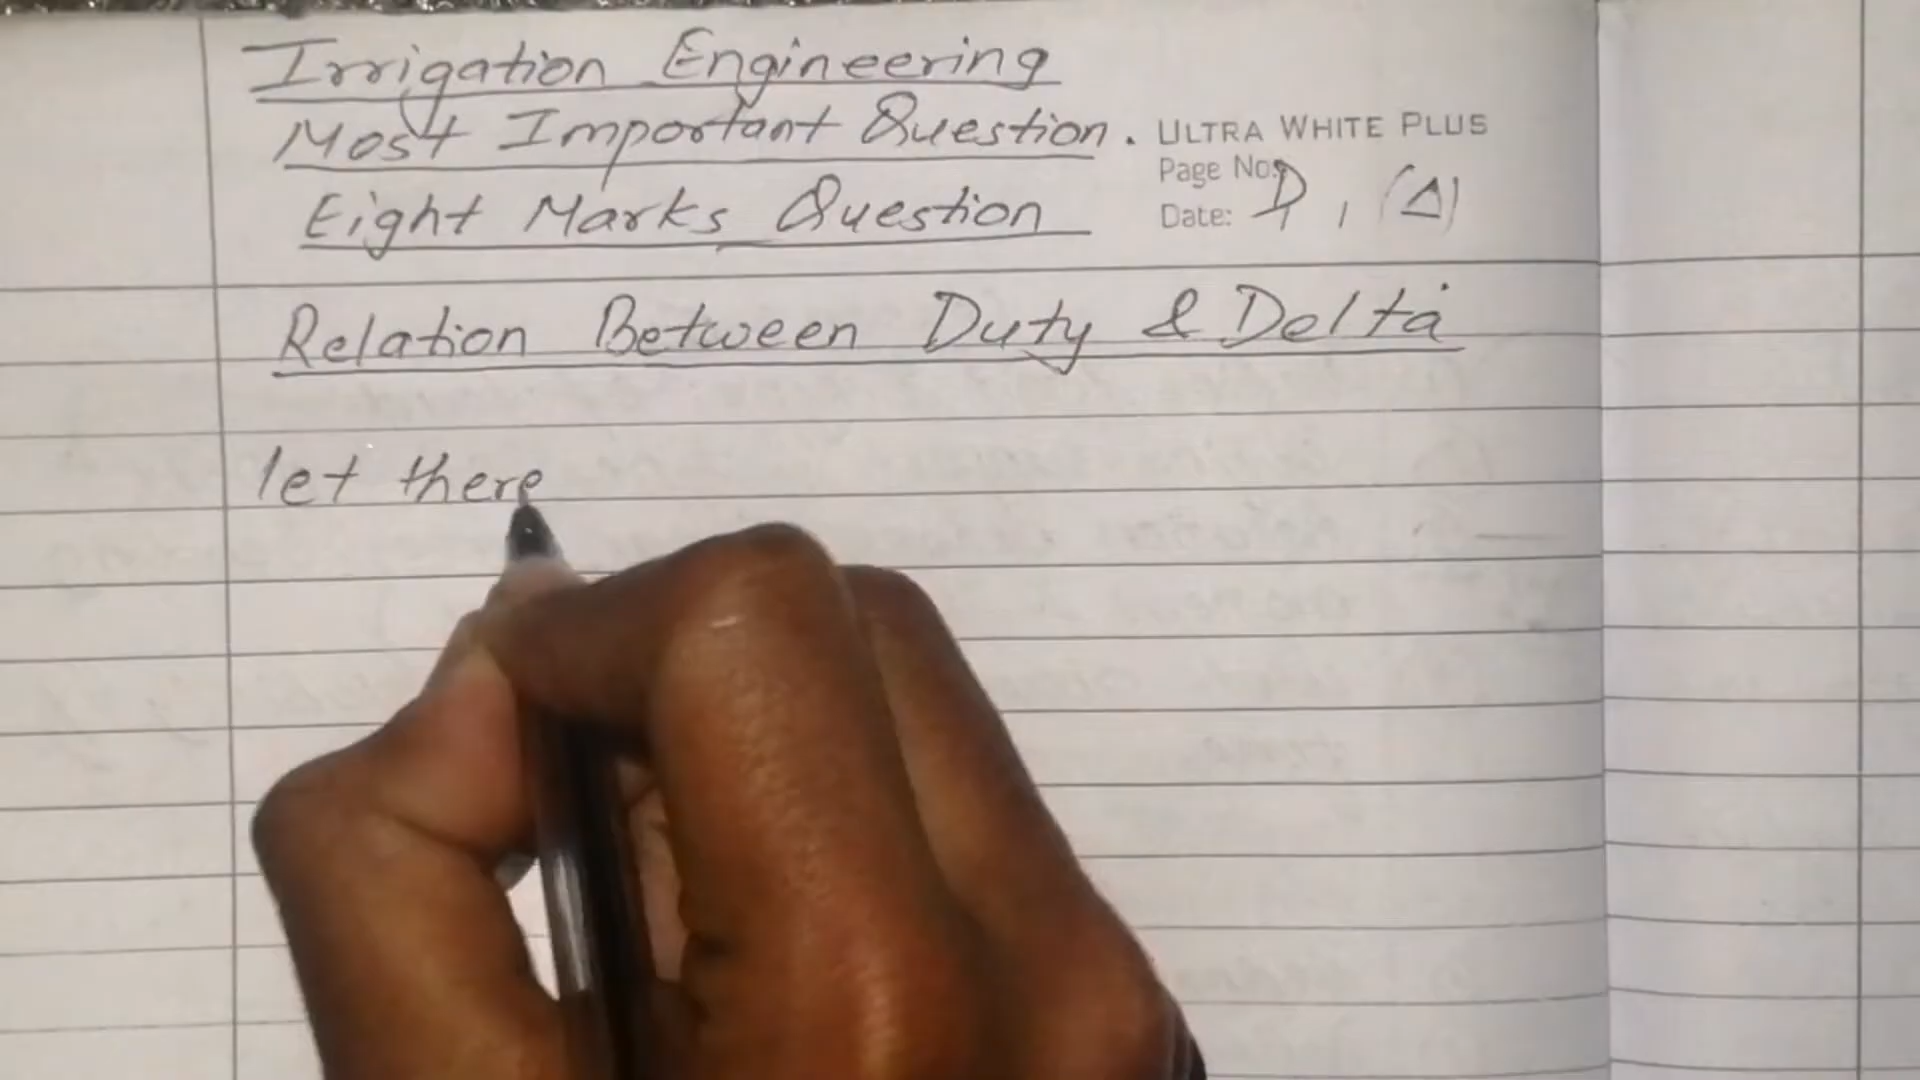 Irrigation Engineering
Most Important Question.
ULTRA WHITE PLUS
Page No:
Eight Marks Question
Date: D, (Δ)
Relation Between Duty & Delta
let there